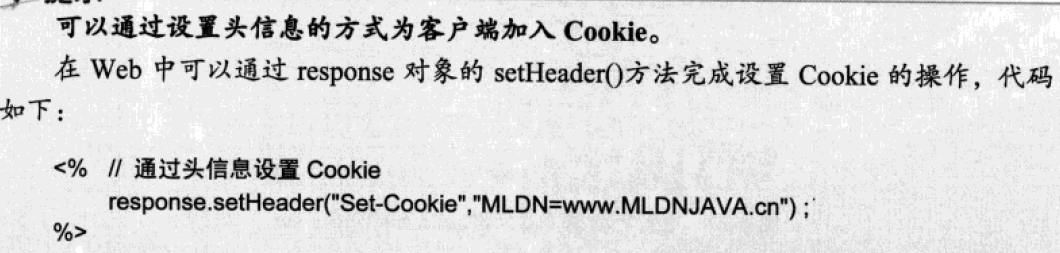 可以通过设置头信息的方式为客户端加入 Cookie。
在 Web 中可以通过 response 对象的 setHeader()方法完成设置 Cookie 的操作，代码
如下：
<% // 通过头信息设置 Cookie
response.setHeader("Set-Cookie","MLDN=www.MLDNJAVA.cn") ;
%>